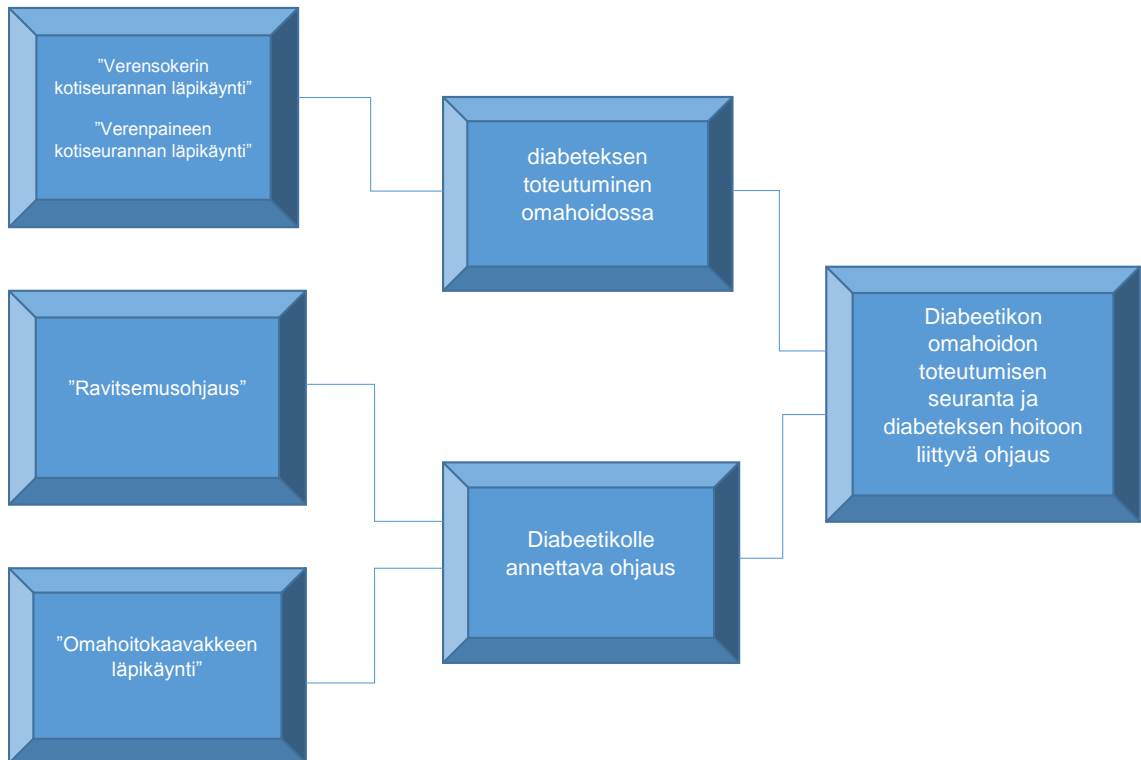 ”Verensokerin
kotiseurannan läpikäynti”
”Verenpaineen
kotiseurannan läpikäynti”
diabeteksen
toteutuminen
omahoidossa
”Ravitsemusohjaus”
Diabeetikon
omahoidon
toteutumisen
seuranta ja
diabeteksen hoitoon
liittyvä ohjaus
Diabeetikolle
annettava ohjaus
”Omahoitokaavakkeen
läpikäynti”